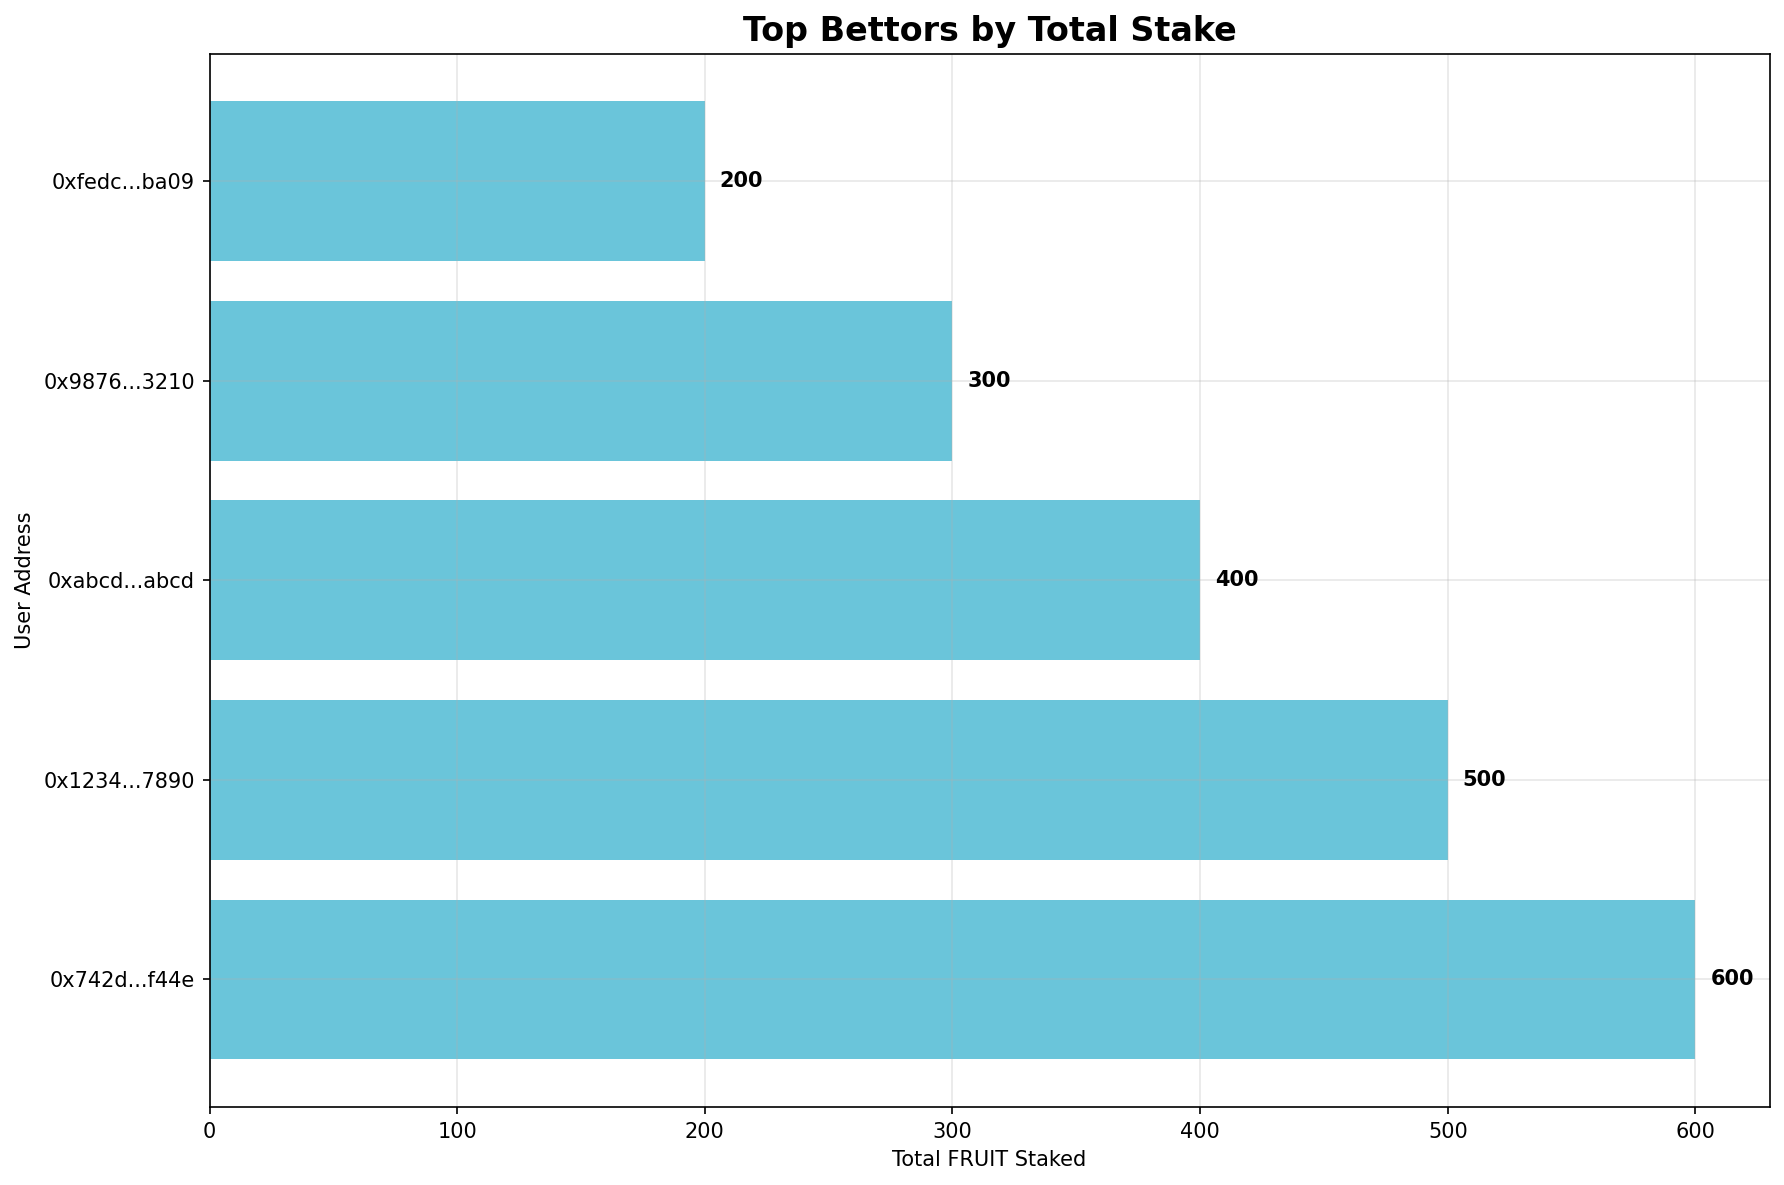 Top Bettors by Total Stake
0xfedc...ba09
200
0x9876...3210
300
User Address
0xabcd...abcd
400
0x1234...7890
500
0x742d...f44e
600
0 100 200 300 400 500 600
Total FRUIT Staked